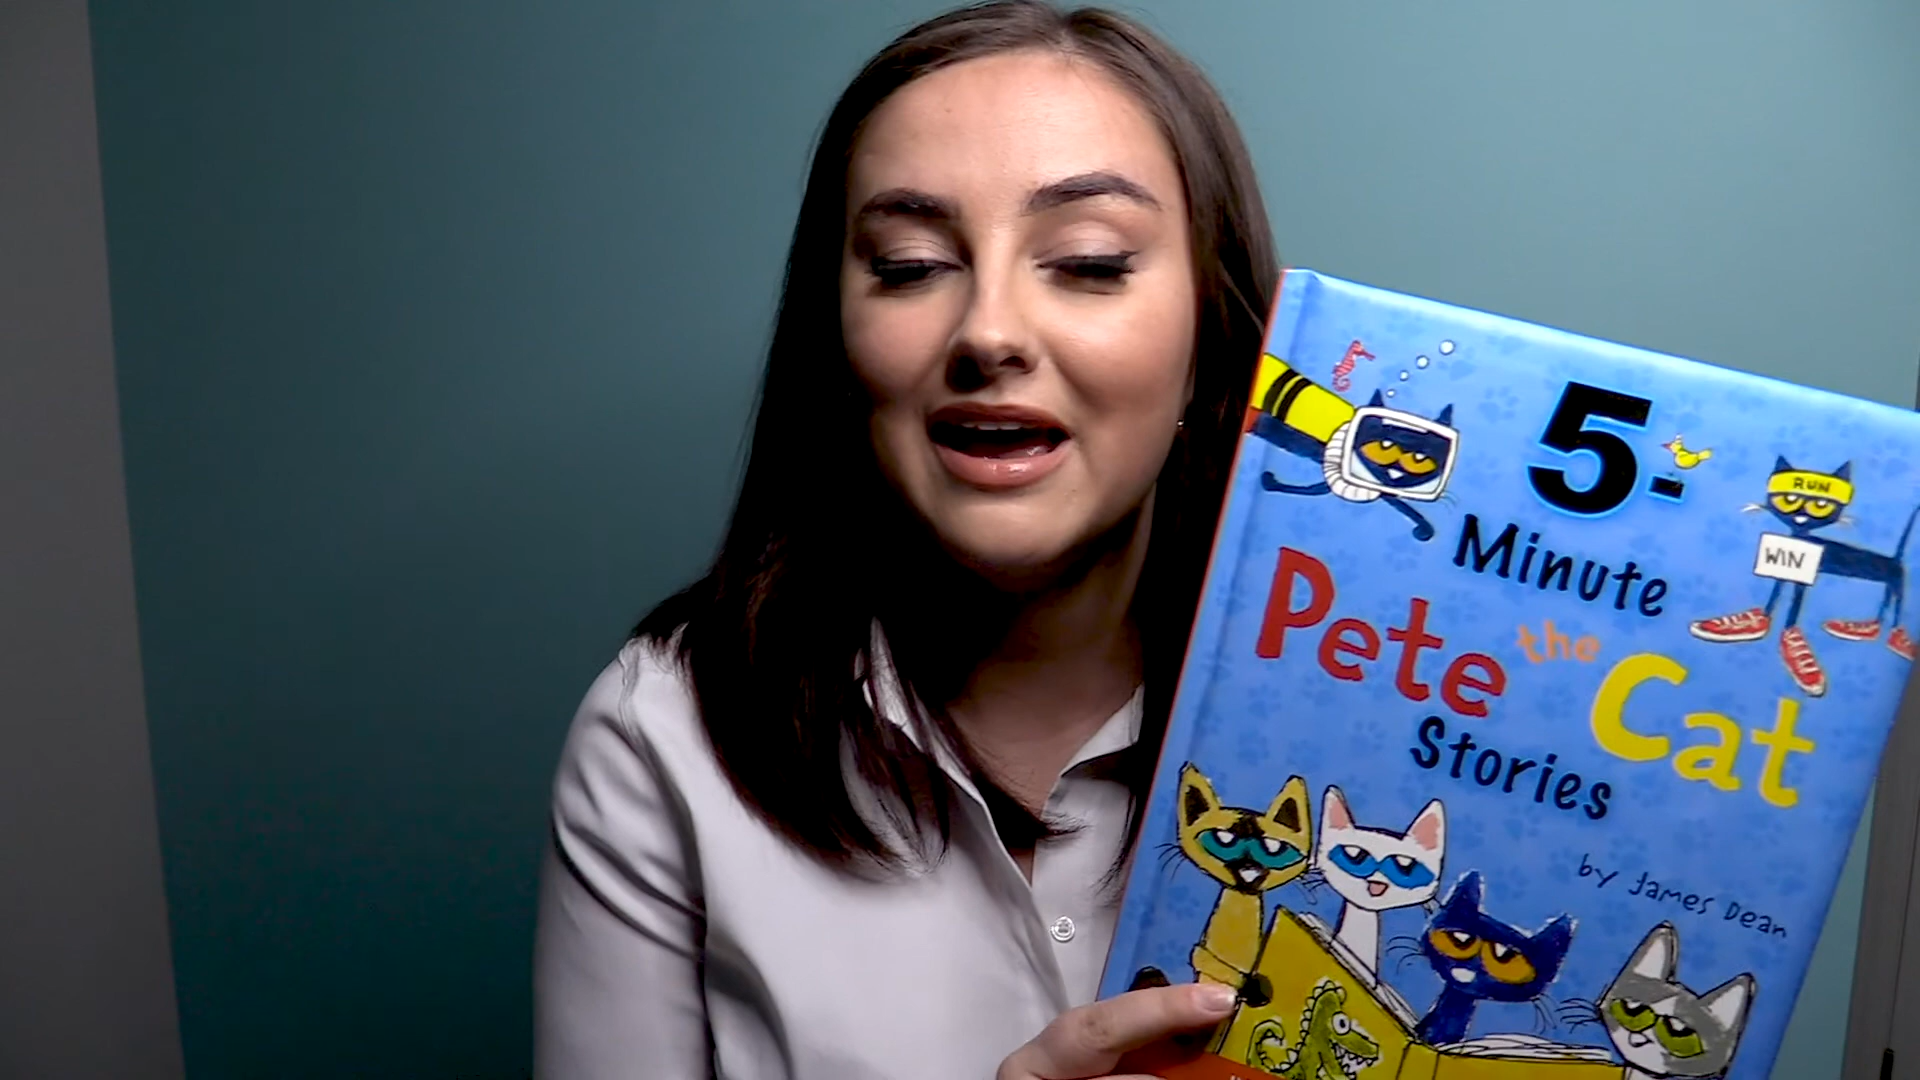 5-
Minute
Pete the Cat
Stories
by James Dean
RUN
WIN